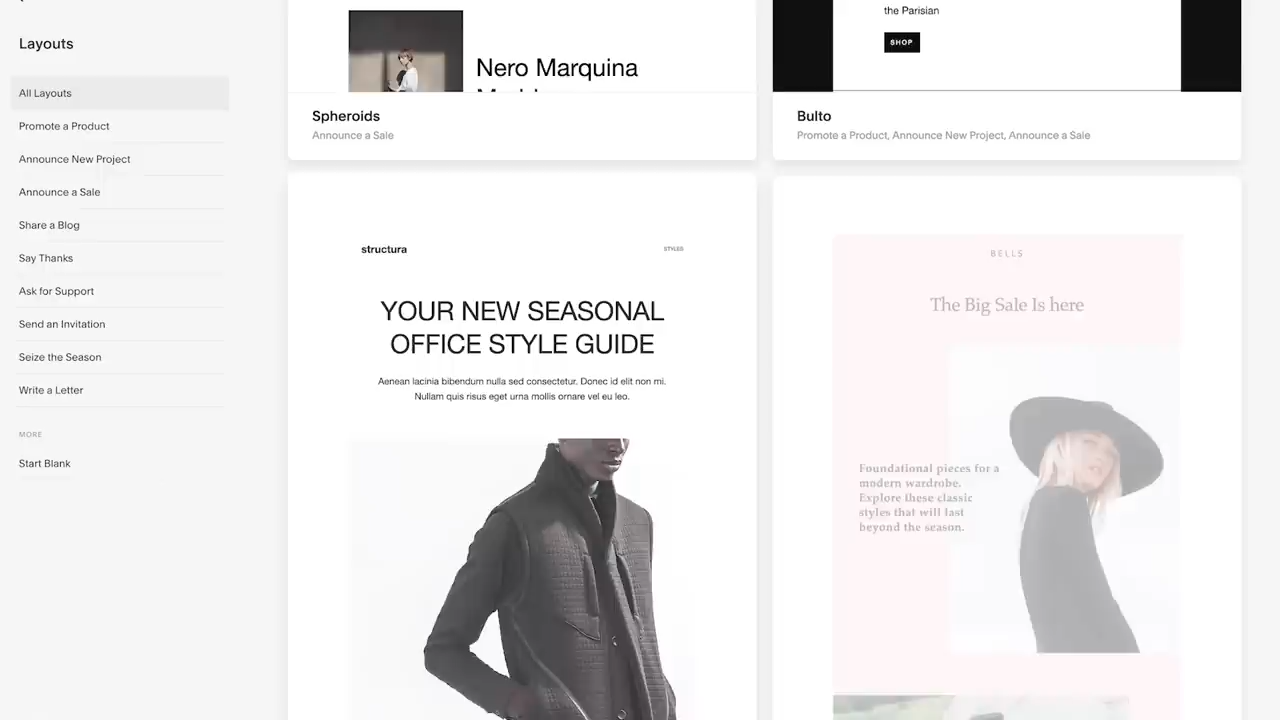 Layouts
All Layouts
Promote a Product
Announce New Project
Announce a Sale
Share a Blog
Say Thanks
Ask for Support
Send an Invitation
Seize the Season
Write a Letter
MORE
Start Blank
Nero Marquina
Spheroids
Announce a Sale
the Parisian
SHOP
Bulto
Promote a Product, Announce New Project, Announce a Sale
structura
STYLES
YOUR NEW SEASONAL
OFFICE STYLE GUIDE
Aenean lacinia bibendum nulla sed consectetur. Donec id elit non mi.
Nullam quis risus eget urna mollis ornare vel eu leo.
BELLS
The Big Sale Is here
Foundational pieces for a
modern wardrobe.
Explore these classic
styles that will last
beyond the season.